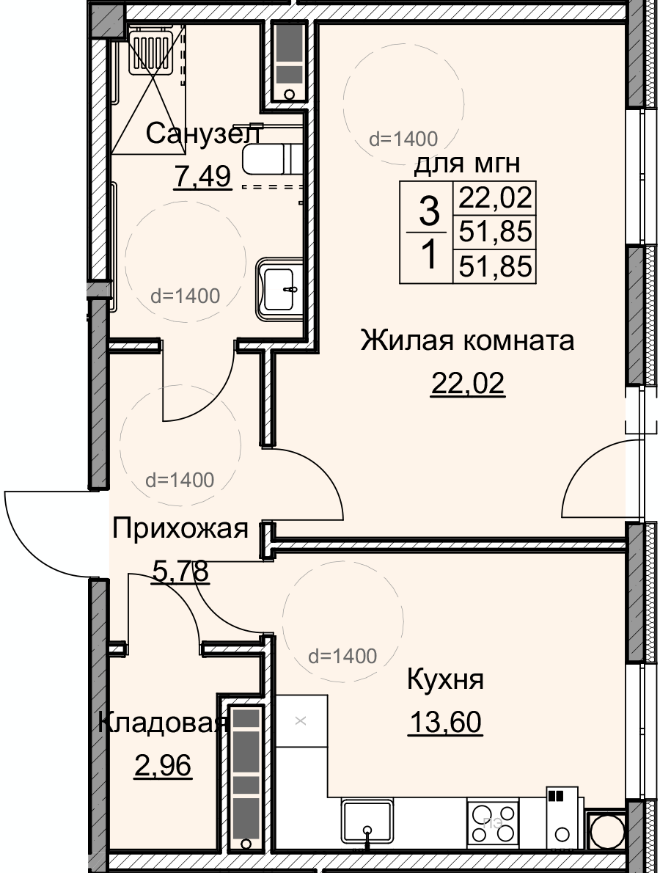 Санузел
7,49
d=1400
d=1400
для мгн
3
1
22,02
51,85
51,85
Жилая комната
22,02
d=1400
Прихожая
5,78
d=1400
Кухня
13,60
Кладовая
2,96
X
ПЭ